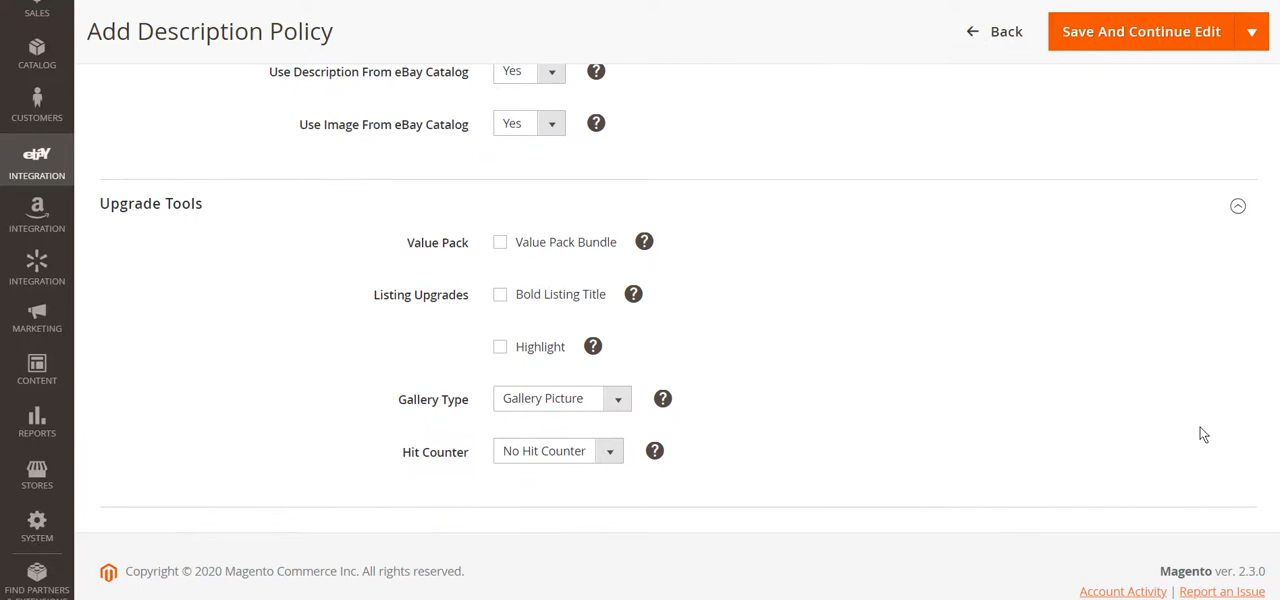 SALES
CATALOG
CUSTOMERS
ebay
INTEGRATION
a
INTEGRATION
INTEGRATION
MARKETING
CONTENT
REPORTS
STORES
SYSTEM
FIND PARTNERS
Add Description Policy
Back
Save And Continue Edit
Use Description From eBay Catalog Yes ?
Use Image From eBay Catalog Yes ?
Upgrade Tools
Value Pack Value Pack Bundle ?
Listing Upgrades Bold Listing Title ?
Highlight ?
Gallery Type Gallery Picture ?
Hit Counter No Hit Counter ?
Copyright © 2020 Magento Commerce Inc. All rights reserved.
Magento ver. 2.3.0
Account Activity | Report an Issue